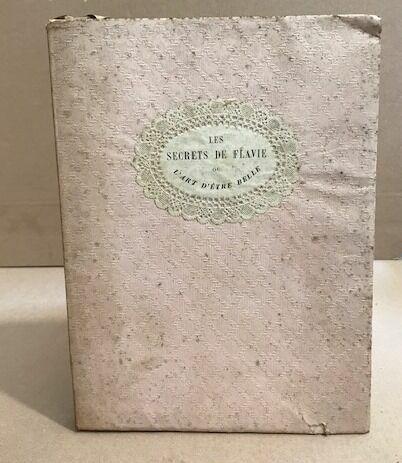 LES
SECRETS DE FLAVIE
OU
L'ART D'ÊTRE BELLE